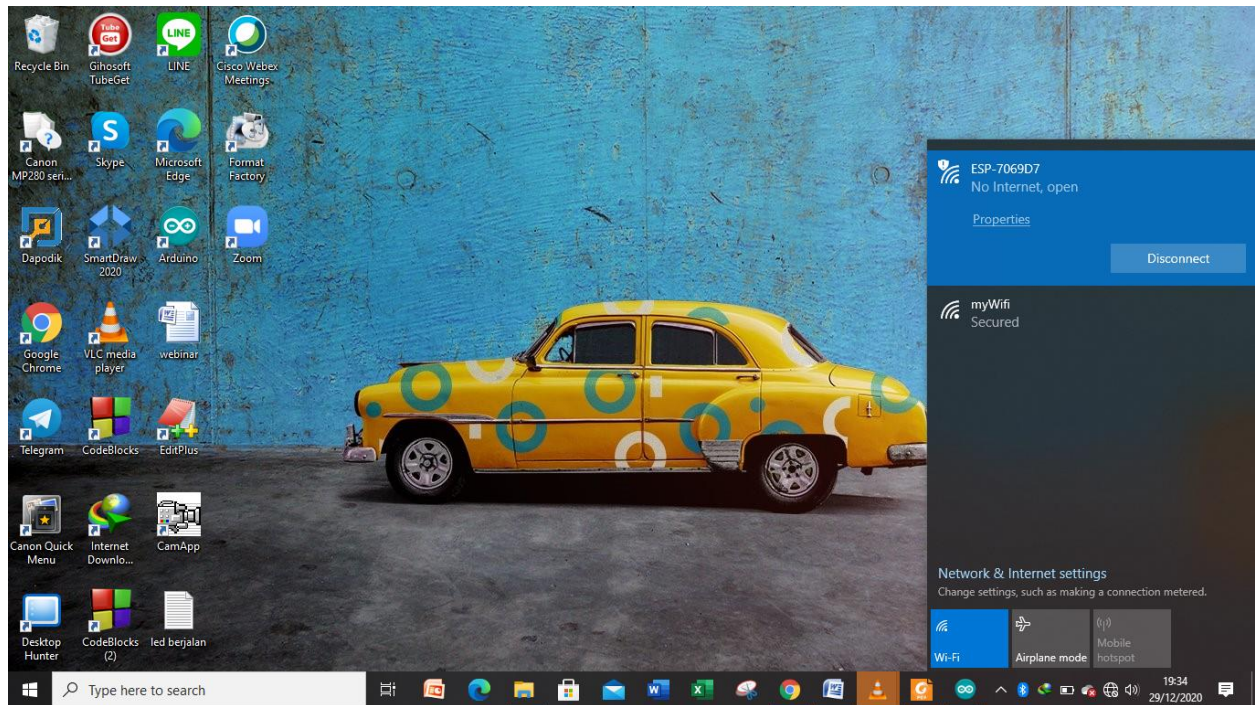 Recycle Bin
Gihosoft
TubeGet
LINE
Cisco Webex
Meetings
Canon
MP280 seri...
Skype
Microsoft
Edge
Format
Factory
Dapodik
SmartDraw
2020
Arduino
Zoom
Google
Chrome
VLC media
player
webinar
Telegram
CodeBlocks
EditPlus
Canon Quick
Menu
Internet
Downlo...
CamApp
Desktop
Hunter
CodeBlocks
(2)
led berjalan
ESP-7069D7
No Internet, open
Properties
Disconnect
myWifi
Secured
Network & Internet settings
Change settings, such as making a connection metered.
Wi-Fi
Airplane mode
Mobile
hotspot
Type here to search
19:34
29/12/2020